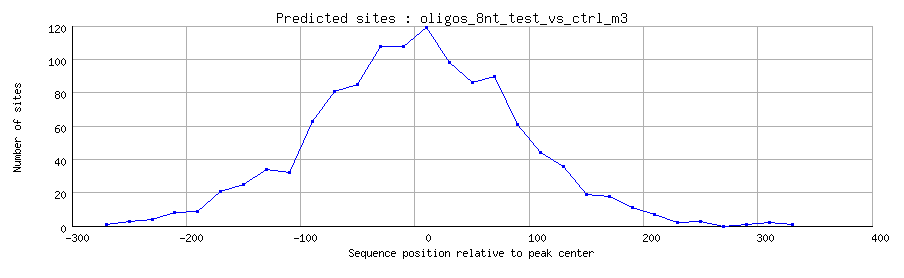 Predicted sites : oligos_8nt_test_vs_ctrl_m3
120
100
80
60
40
20
0
Number of sites
-300 -200 -100 0 100 200 300 400
Sequence position relative to peak center